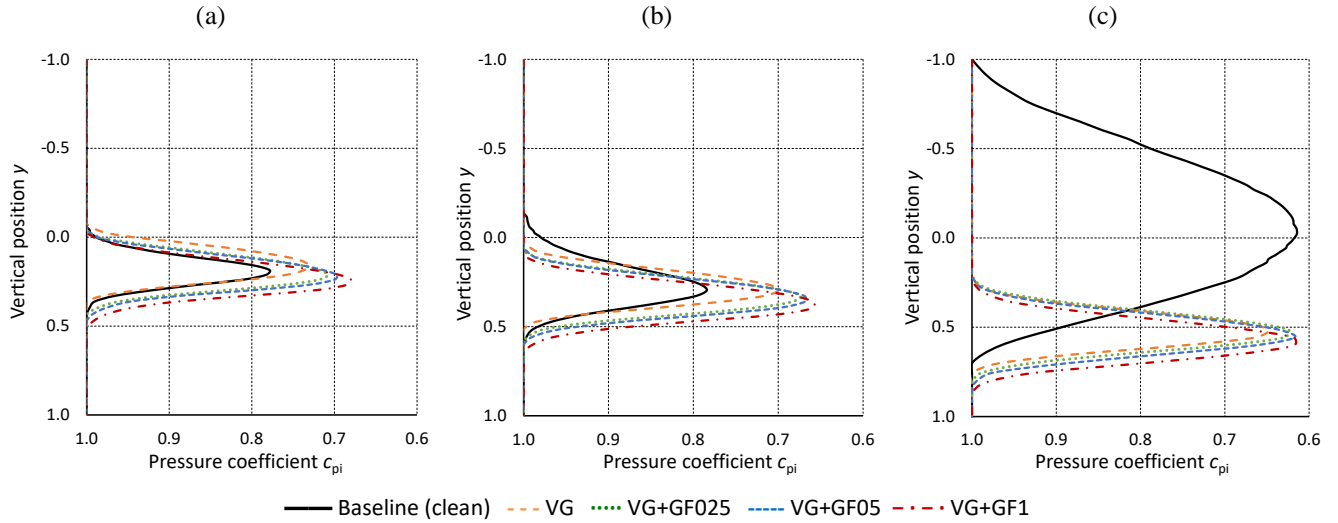 (a)
(b)
(c)
-1.0
-0.5
0.0
0.5
1.0
Vertical position y
1.0 0.9 0.8 0.7 0.6
Pressure coefficient cpi
-1.0
-0.5
0.0
0.5
1.0
Vertical position y
1.0 0.9 0.8 0.7 0.6
Pressure coefficient cpi
-1.0
-0.5
0.0
0.5
1.0
Vertical position y
1.0 0.9 0.8 0.7 0.6
Pressure coefficient cpi
Baseline (clean) VG VG+GF025 VG+GF05 VG+GF1